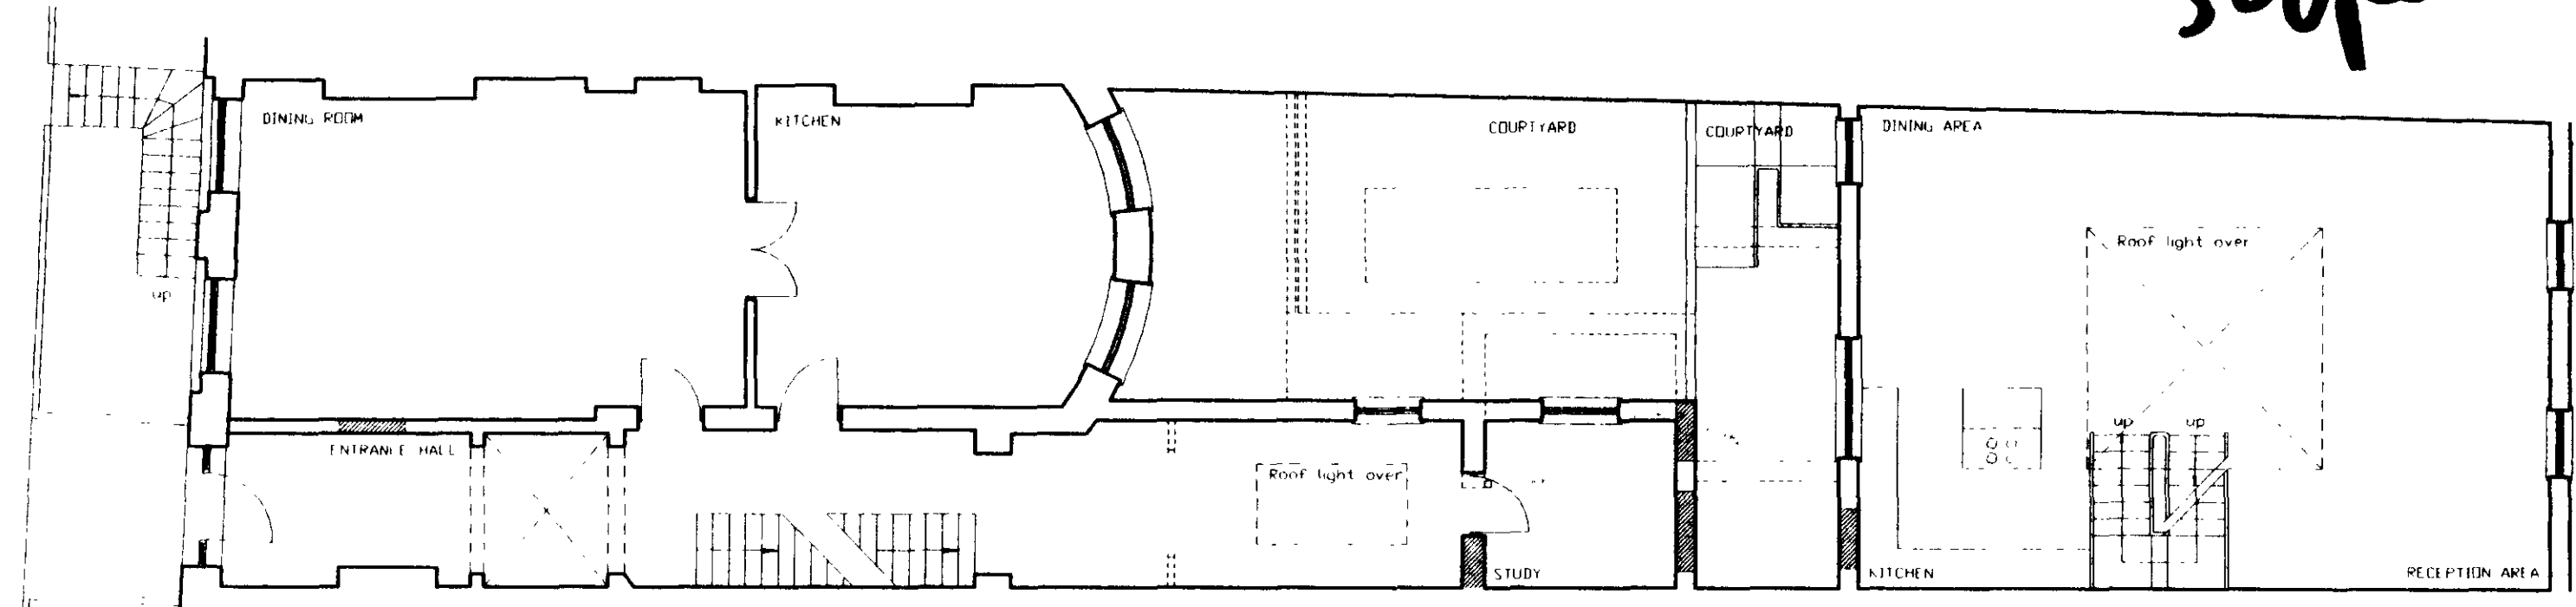 DINING ROOM
KITCHEN
COURTYARD
COURTYARD
DINING AREA
Roof light over
up
up
up
ENTRANCE HALL
Roof light over
STUDY
KITCHEN
RECEPTION AREA